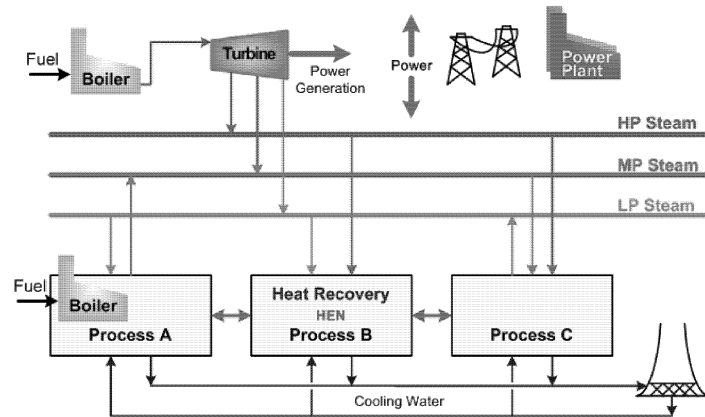 Fuel
Boiler
Turbine
Power
Generation
Power
Power
Plant
HP Steam
MP Steam
LP Steam
Fuel
Boiler
Process A
Heat Recovery
HEN
Process B
Process C
Cooling Water